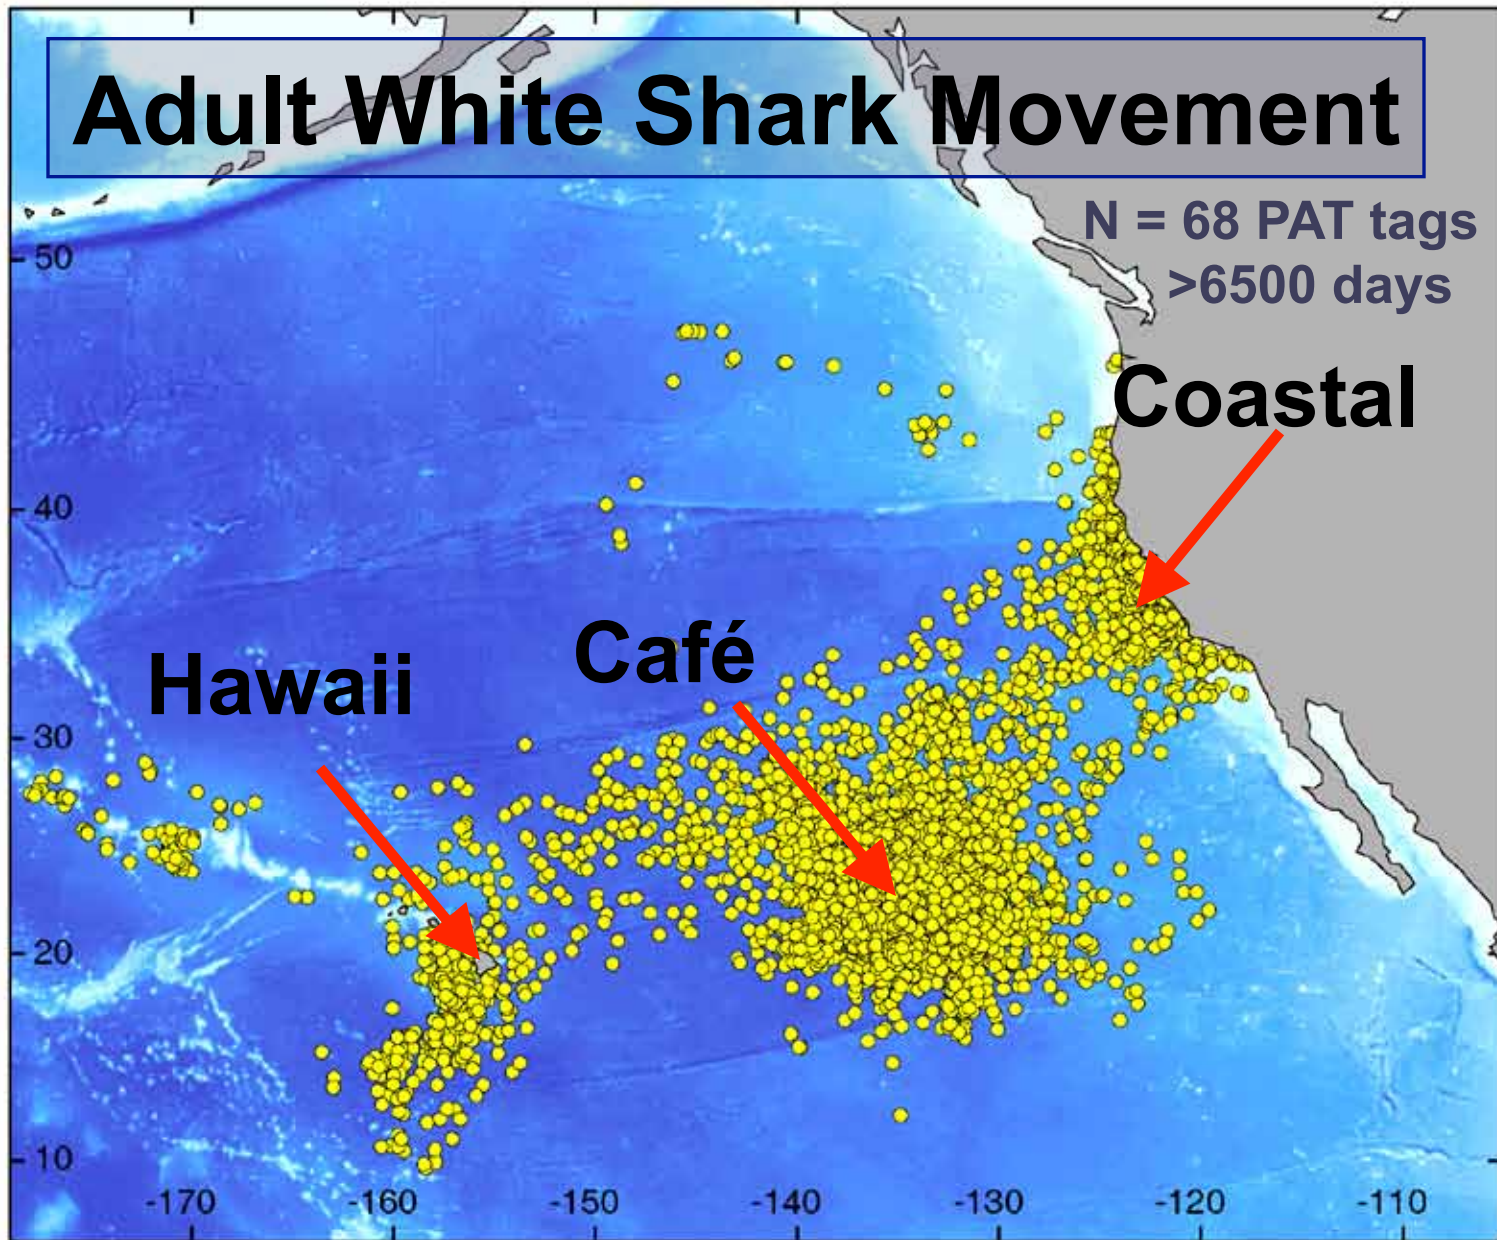 Adult White Shark Movement
N = 68 PAT tags
>6500 days
50
Coastal
40
Café
Hawaii
30
20
10
-170 -160 -150 -140 -130 -120 -110